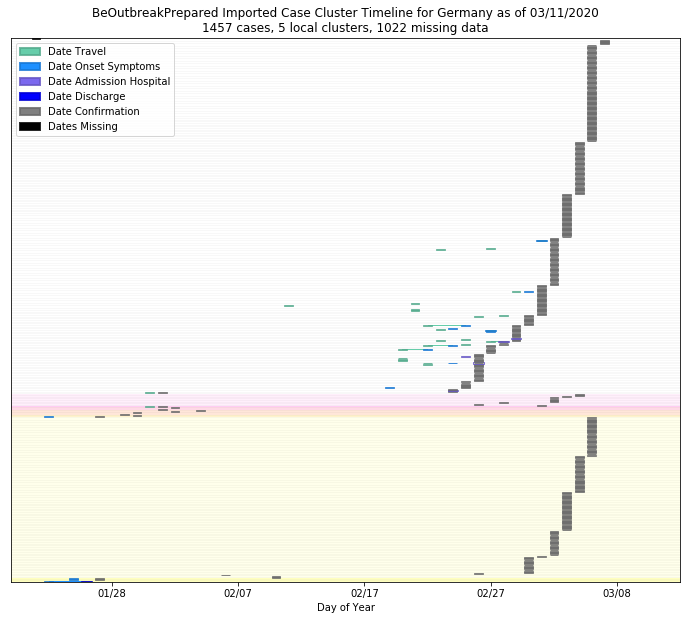 BeOutbreakPrepared Imported Case Cluster Timeline for Germany as of 03/11/2020
1457 cases, 5 local clusters, 1022 missing data
Date Travel
Date Onset Symptoms
Date Admission Hospital
Date Discharge
Date Confirmation
Dates Missing
01/28 02/07 02/17 02/27 03/08
Day of Year